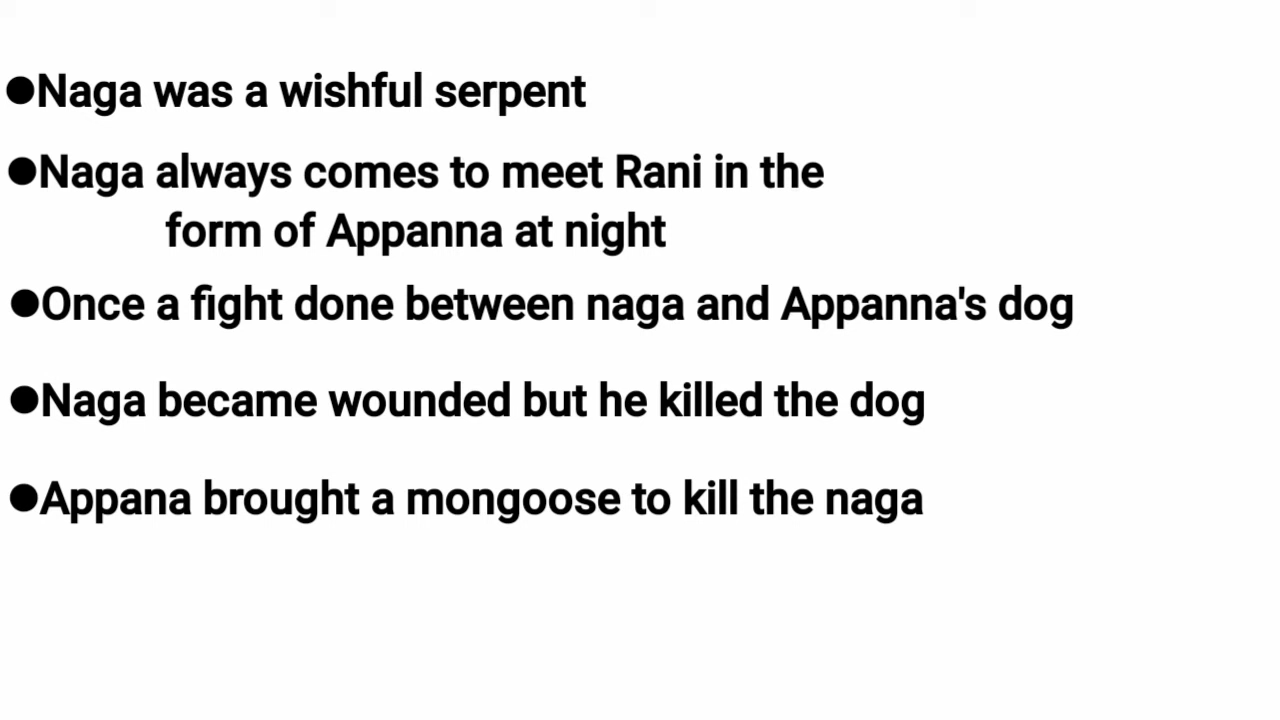 ●Naga was a wishful serpent
●Naga always comes to meet Rani in the
form of Appanna at night
●Once a fight done between naga and Appanna's dog
●Naga became wounded but he killed the dog
●Appana brought a mongoose to kill the naga